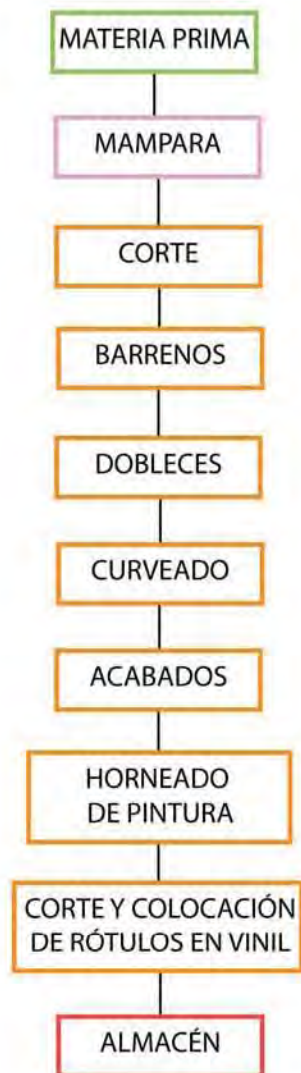 MATERIA PRIMA
MAMPARA
CORTE
BARRENOS
DOBLECES
CURVEADO
ACABADOS
HORNEADO
DE PINTURA
CORTE Y COLOCACIÓN
DE RÓTULOS EN VINIL
ALMACÉN